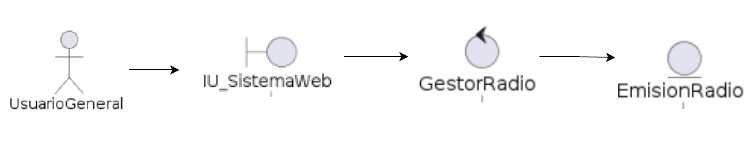 UsuarioGeneral
IU_SistemaWeb
GestorRadio
EmisionRadio